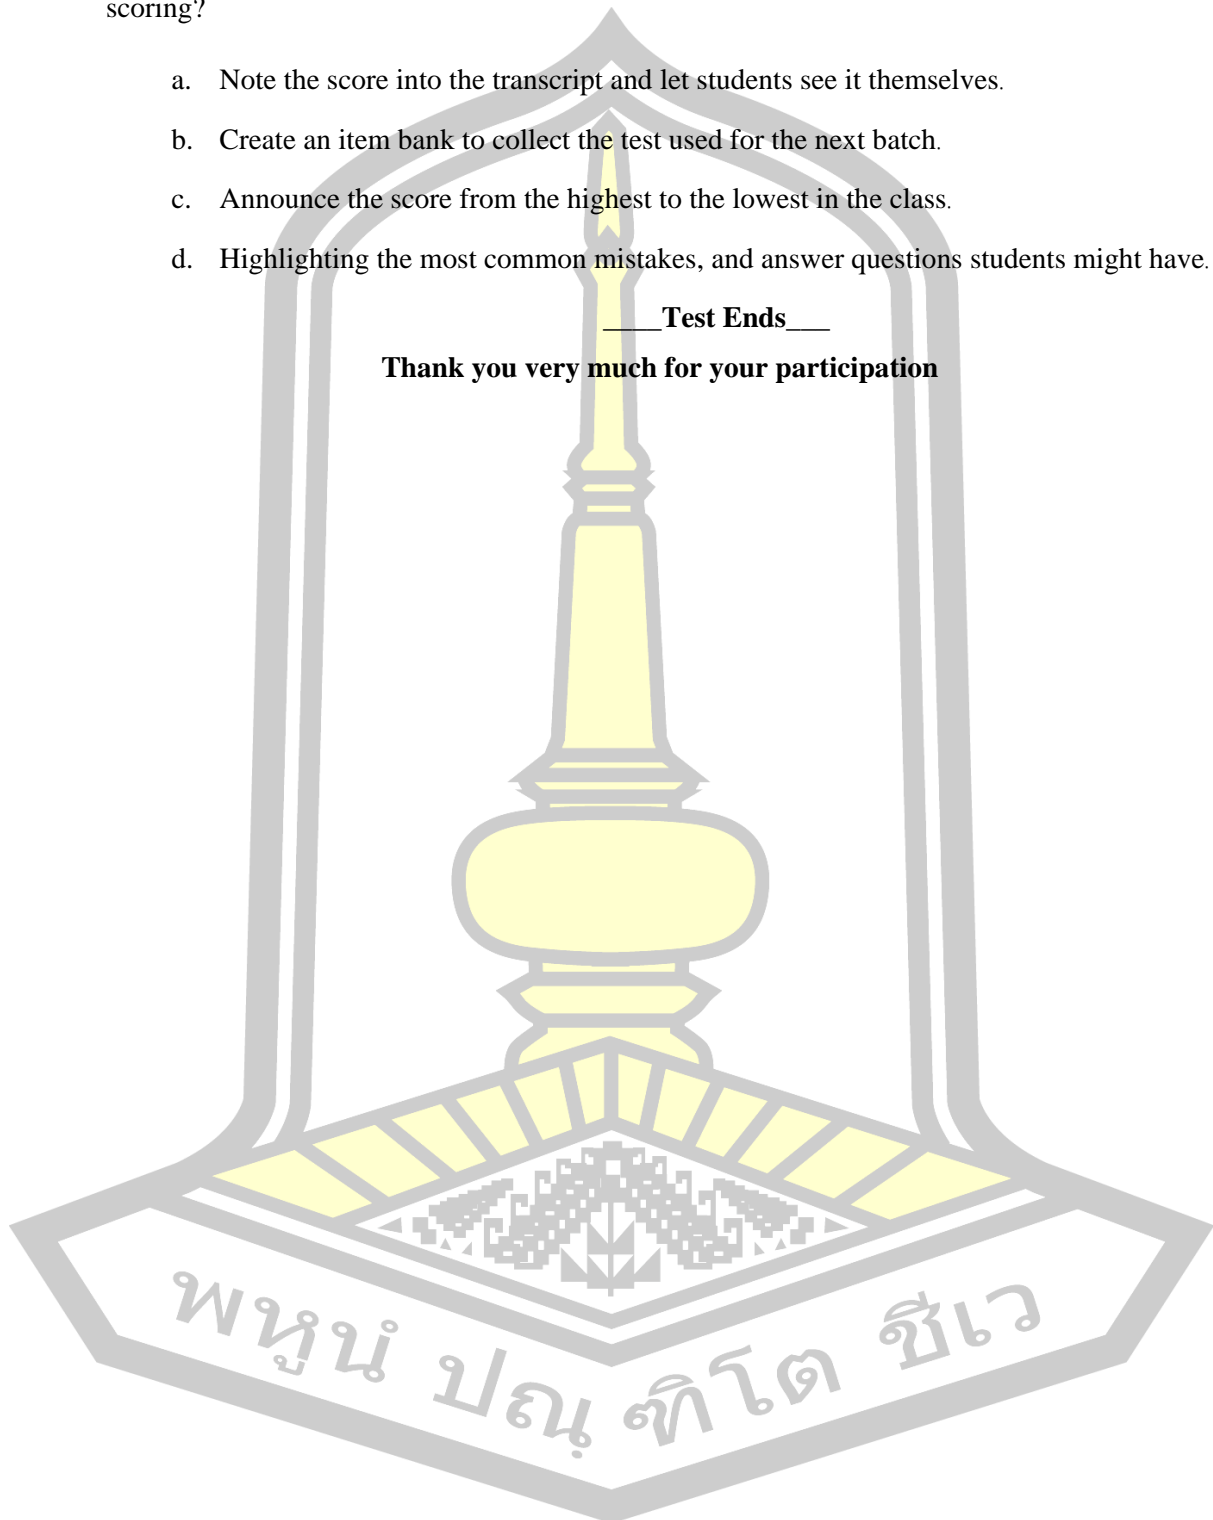 scoring?
a. Note the score into the transcript and let students see it themselves.
b. Create an item bank to collect the test used for the next batch.
c. Announce the score from the highest to the lowest in the class.
d. Highlighting the most common mistakes, and answer questions students might have.
____Test Ends___
Thank you very much for your participation
พหูนํ ปณฺฑิโต ชีเว